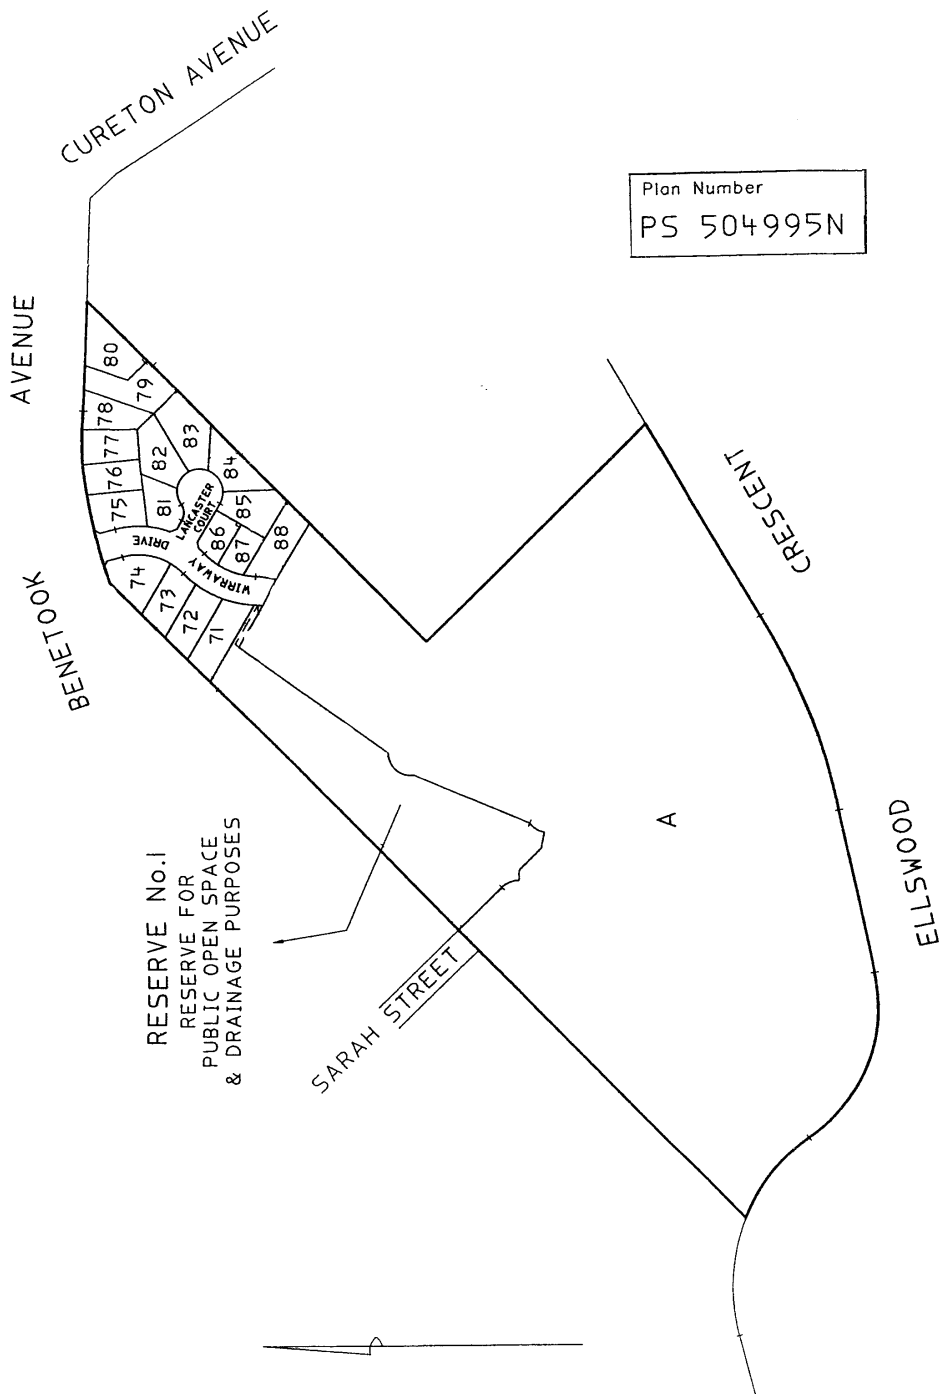 CURETON AVENUE
Plan Number
PS 504995N
AVENUE
BENETOOK
80
79
78
77
76
75
74
73
72
71
81
82
83
84
85
86
87
88
LANCASTER
COURT
WIRRAWAY
DRIVE
CRESCENT
ELLSWOOD
A
RESERVE No.1
RESERVE FOR
PUBLIC OPEN SPACE
& DRAINAGE PURPOSES
SARAH STREET